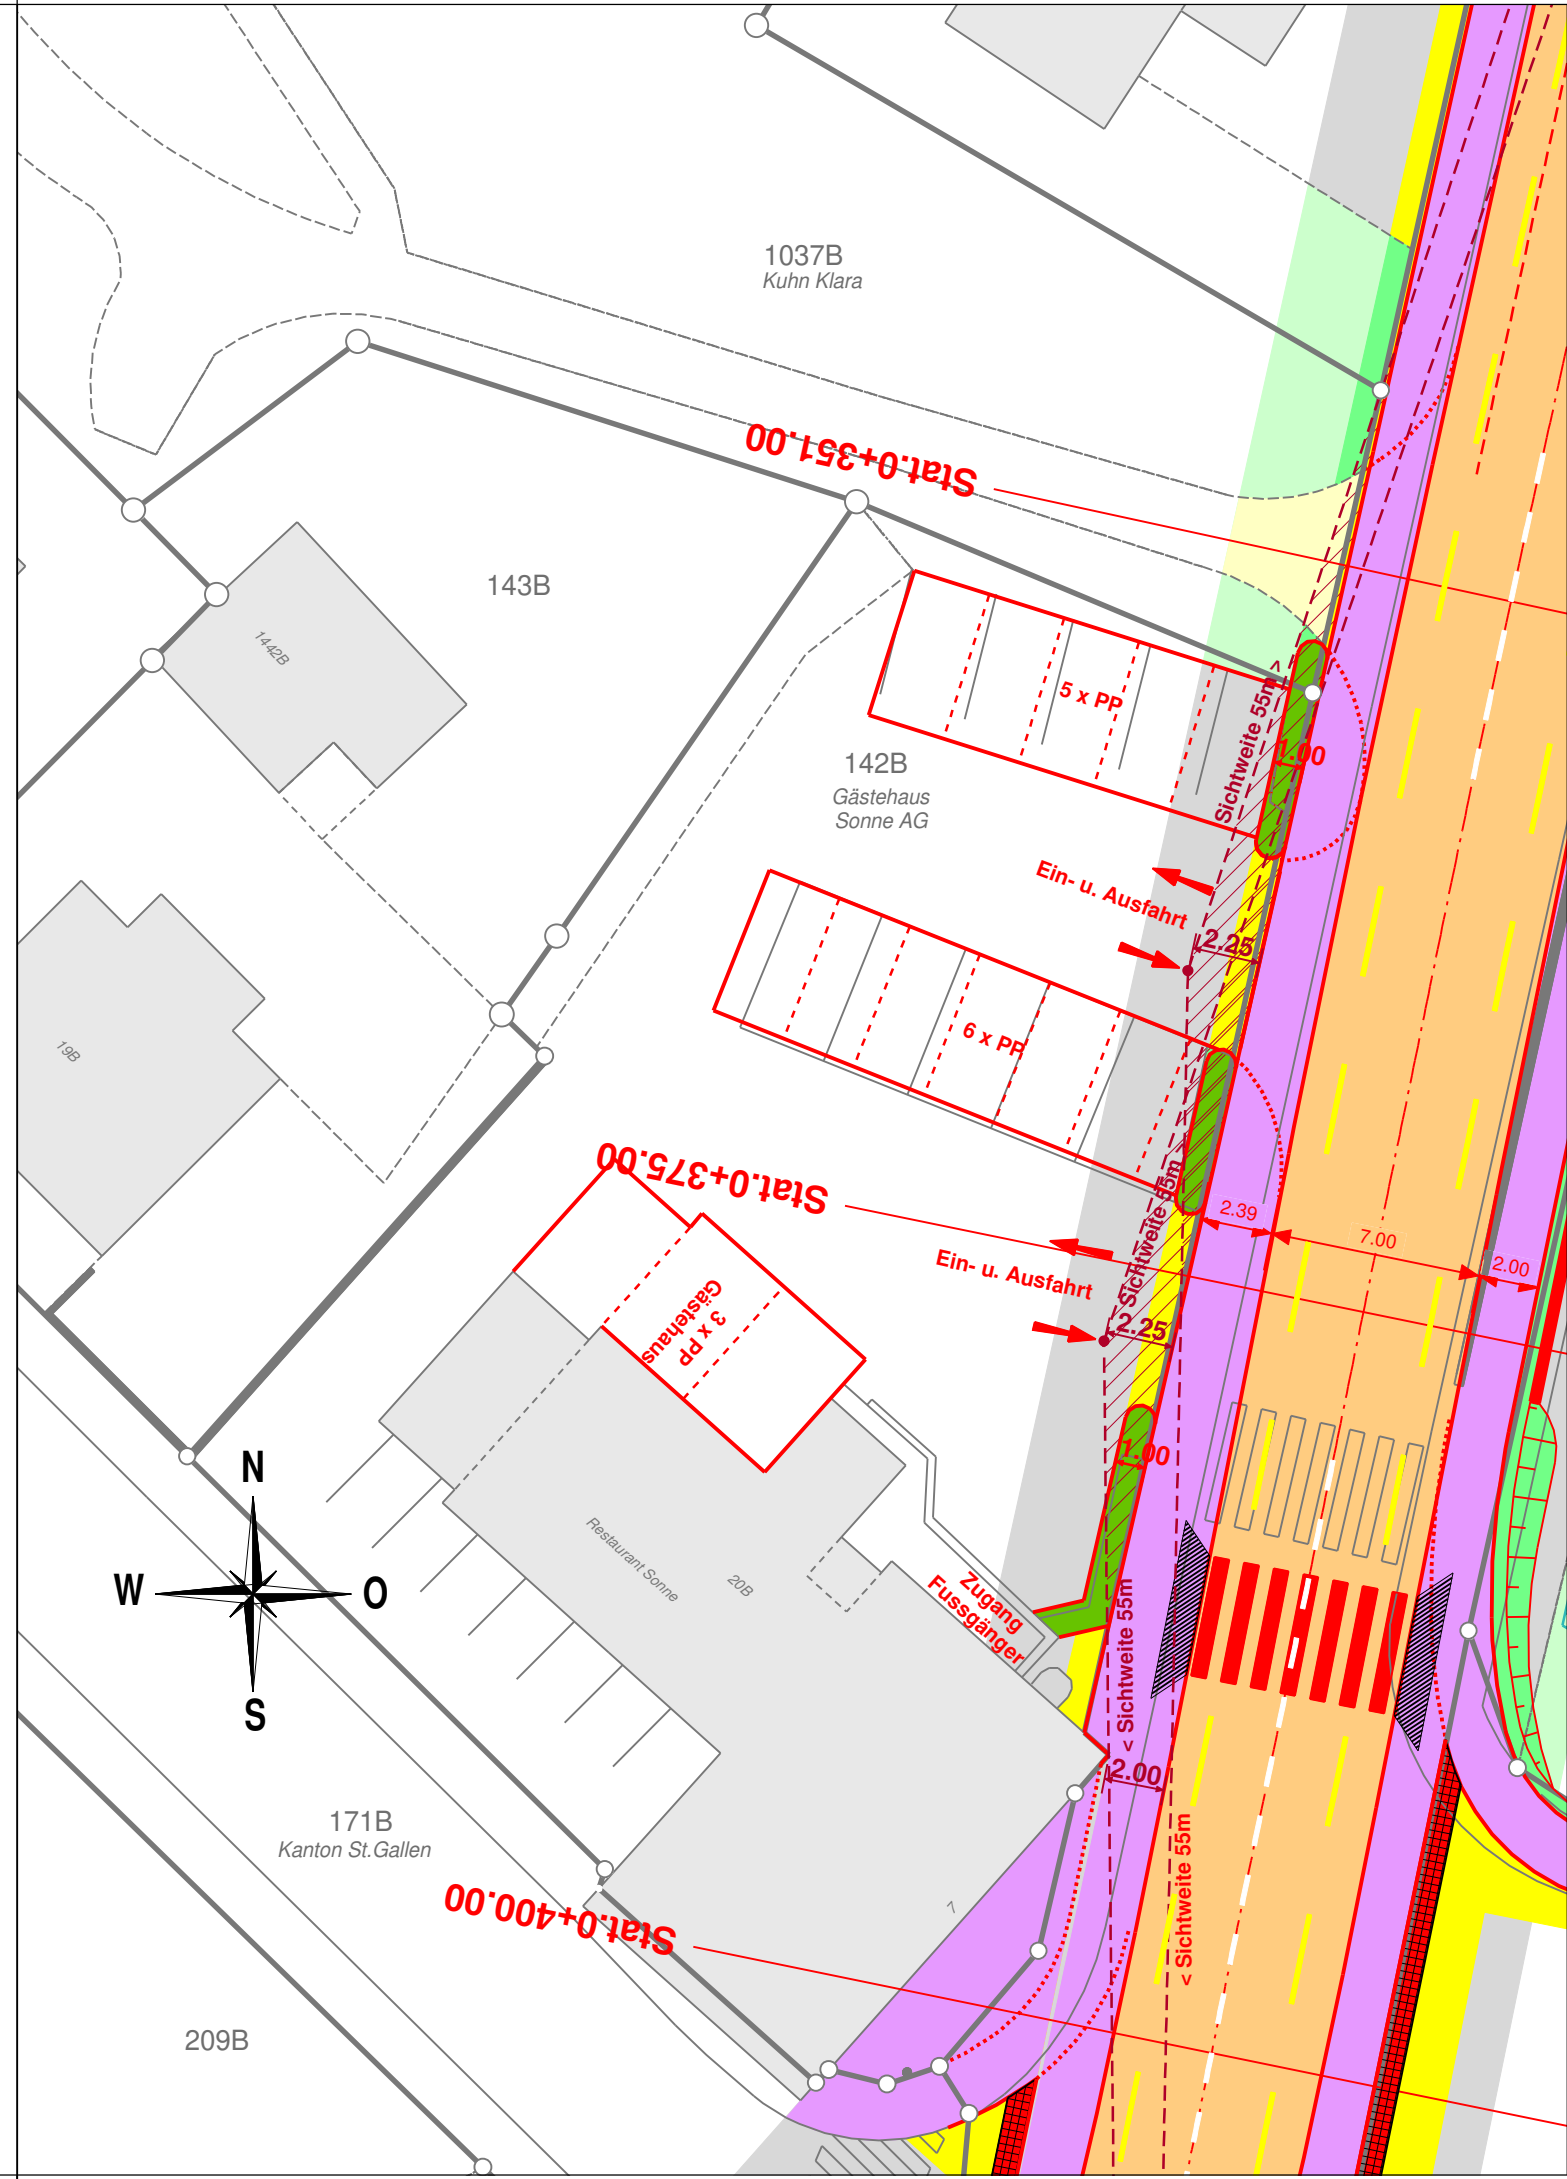 1037B
Kuhn Klara
Stat.0+351.00
143B
1442B
5 x PP
Sichtweite 55m >
1.00
142B
Gästehaus
Sonne AG
Ein- u. Ausfahrt
2.25
6 x PP
19B
Stat.0+375.00
Sichtweite 55m
2.39
7.00
2.00
Ein- u. Ausfahrt
2.25
3 x PP
Gästehaus
1.00
N
W
O
S
Restaurant Sonne
20B
Zugang
Fussgänger
< Sichtweite 55m
2.00
< Sichtweite 55m
171B
Kanton St.Gallen
7
Stat.0+400.00
209B